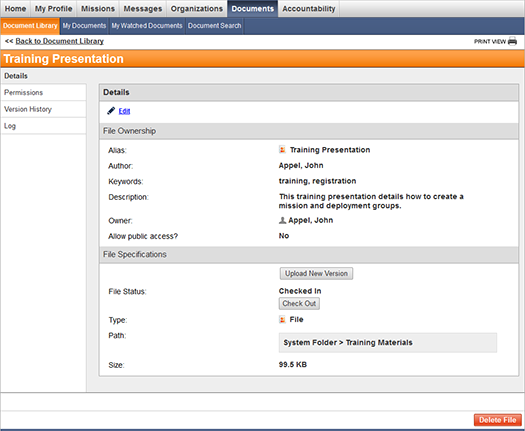 Home My Profile Missions Messages Organizations Documents Accountability
Document Library My Documents My Watched Documents Document Search
<< Back to Document Library PRINT VIEW
Training Presentation
Details
Permissions
Version History
Log
Details
Edit
File Ownership
Alias: Training Presentation
Author: Appel, John
Keywords: training, registration
Description: This training presentation details how to create a
mission and deployment groups.
Owner: Appel, John
Allow public access? No
File Specifications
Upload New Version
File Status: Checked In
Check Out
Type: File
Path: System Folder > Training Materials
Size: 99.5 KB
Delete File